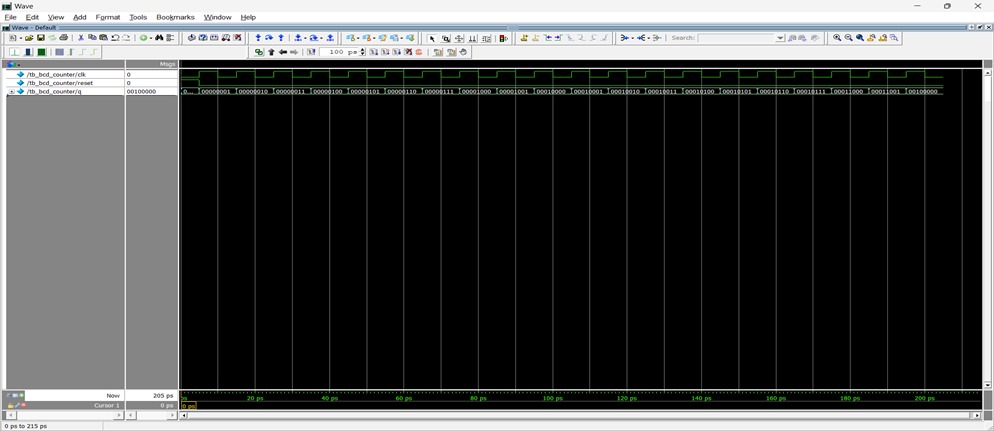 Wave
File Edit View Add Format Tools Bookmarks Window Help
Wave - Default
100 ps
Search:
Msgs
/tb_bcd_counter/clk 0
/tb_bcd_counter/reset 0
/tb_bcd_counter/q 00100000 0... 00000001 00000010 00000011 00000100 00000101 00000110 00000111 00001000 00001001 00010000 00010001 00010010 00010011 00010100 00010101 00010110 00010111 00011000 00011001 00100000
Now 205 ps ps 20 ps 40 ps 60 ps 80 ps 100 ps 120 ps 140 ps 160 ps 180 ps 200 ps
Cursor 1 0 ps 0 ps
0 ps to 215 ps